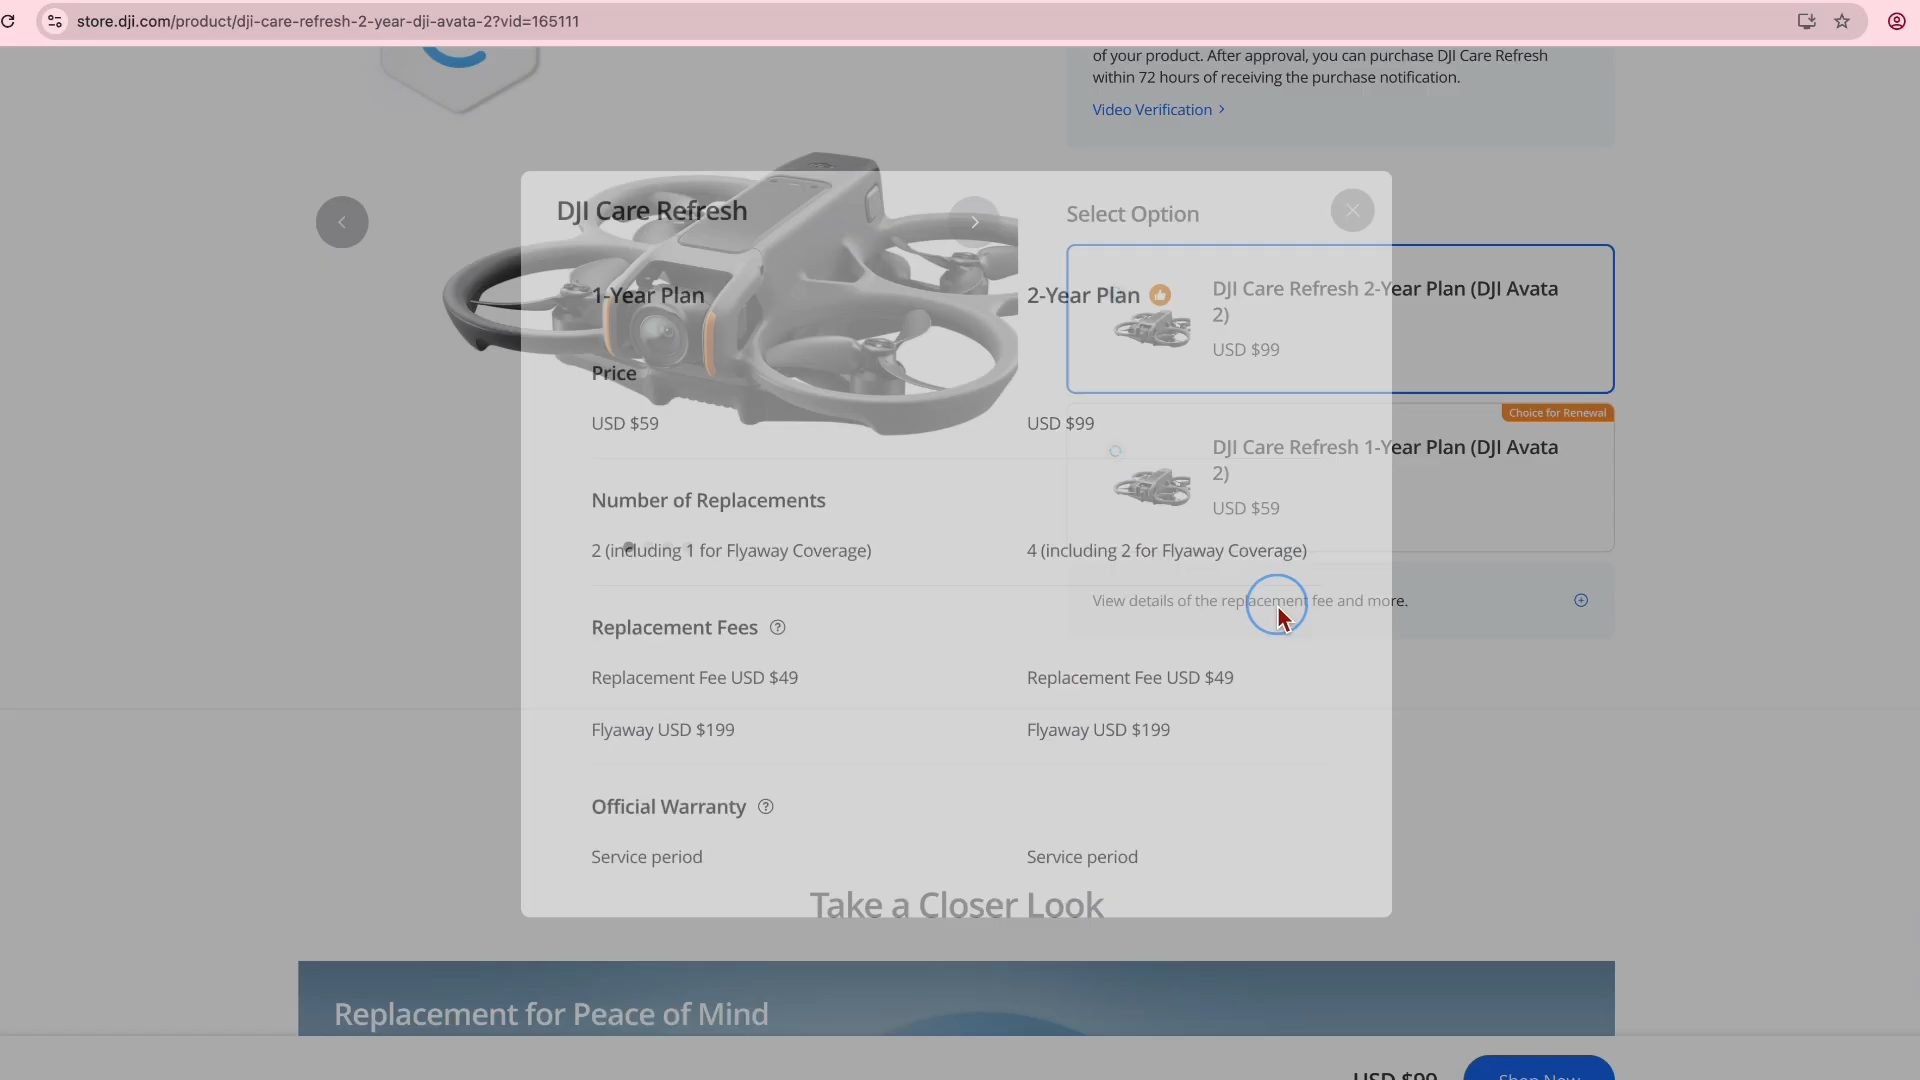 store.dji.com/product/dji-care-refresh-2-year-dji-avata-2?vid=165111
of your product. After approval, you can purchase DJI Care Refresh
within 72 hours of receiving the purchase notification.
Video Verification >
DJI Care Refresh
1-Year Plan
2-Year Plan
Price
USD $59
USD $99
Number of Replacements
2 (including 1 for Flyaway Coverage)
4 (including 2 for Flyaway Coverage)
Replacement Fees ?
Replacement Fee USD $49
Replacement Fee USD $49
Flyaway USD $199
Flyaway USD $199
Official Warranty ?
Service period
Service period
Select Option
DJI Care Refresh 2-Year Plan (DJI Avata
2)
USD $99
Choice for Renewal
DJI Care Refresh 1-Year Plan (DJI Avata
2)
USD $59
View details of the replacement fee and more.
Take a Closer Look
Replacement for Peace of Mind
USD $99
Shop Now